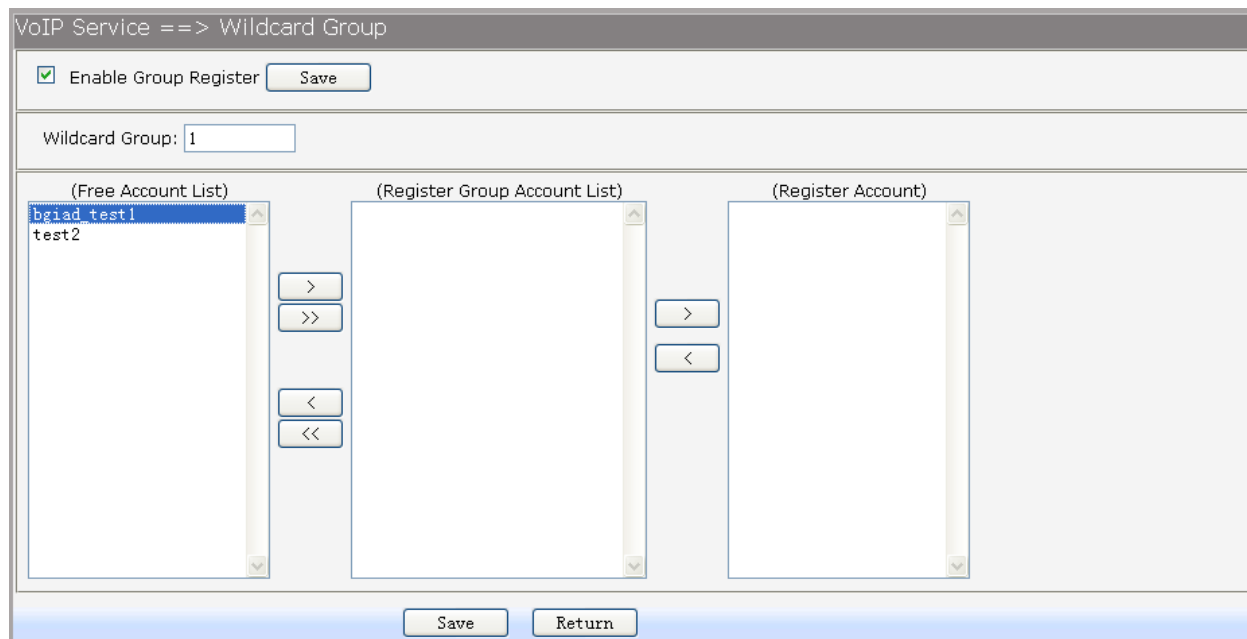 VoIP Service ==> Wildcard Group
Enable Group Register Save
Wildcard Group: 1
(Free Account List) (Register Group Account List) (Register Account)
bgiad_test1
test2
>
>>
>
<
<
<<
Save Return